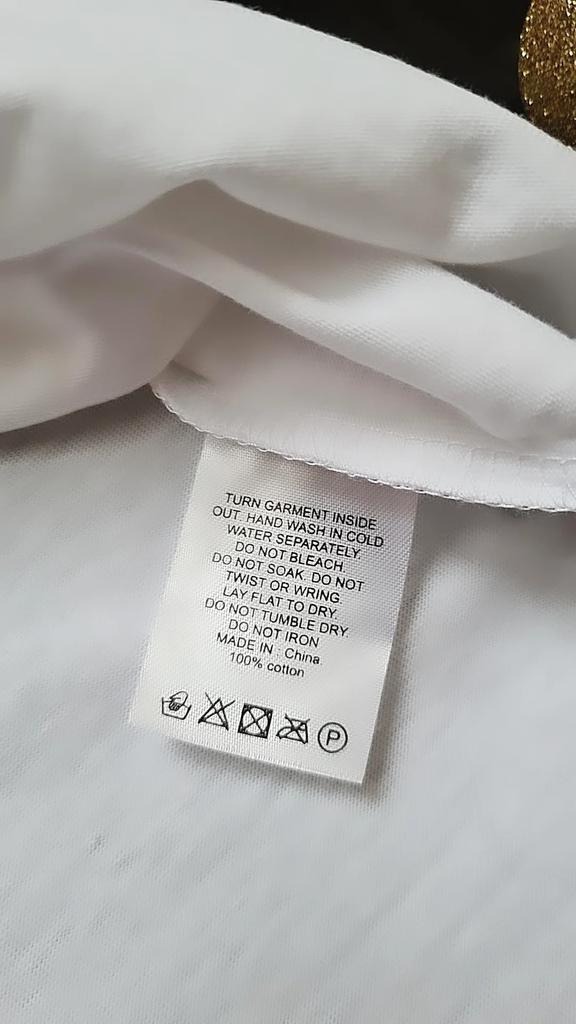 TURN GARMENT INSIDE
OUT. HAND WASH IN COLD
WATER SEPARATELY.
DO NOT BLEACH.
DO NOT SOAK. DO NOT
TWIST OR WRING.
LAY FLAT TO DRY.
DO NOT TUMBLE DRY.
DO NOT IRON
MADE IN : China
100% cotton
P